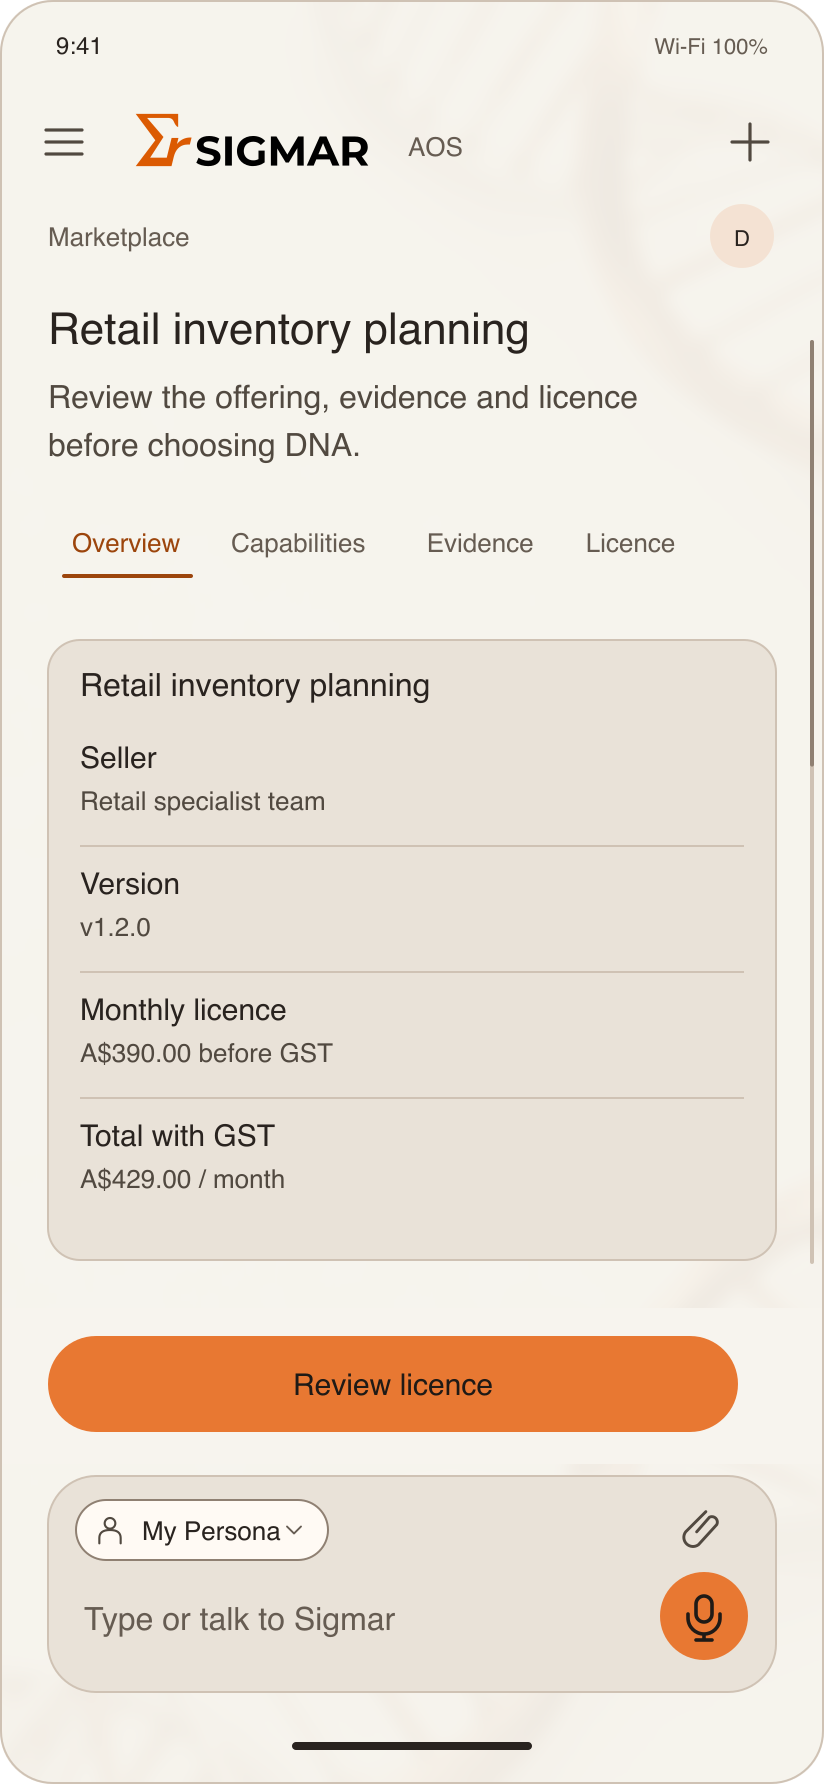 9:41
Wi-Fi 100%
Σr SIGMAR AOS
Marketplace
D
Retail inventory planning
Review the offering, evidence and licence
before choosing DNA.
Overview Capabilities Evidence Licence
Retail inventory planning
Seller
Retail specialist team
Version
v1.2.0
Monthly licence
A$390.00 before GST
Total with GST
A$429.00 / month
Review licence
My Persona
Type or talk to Sigmar